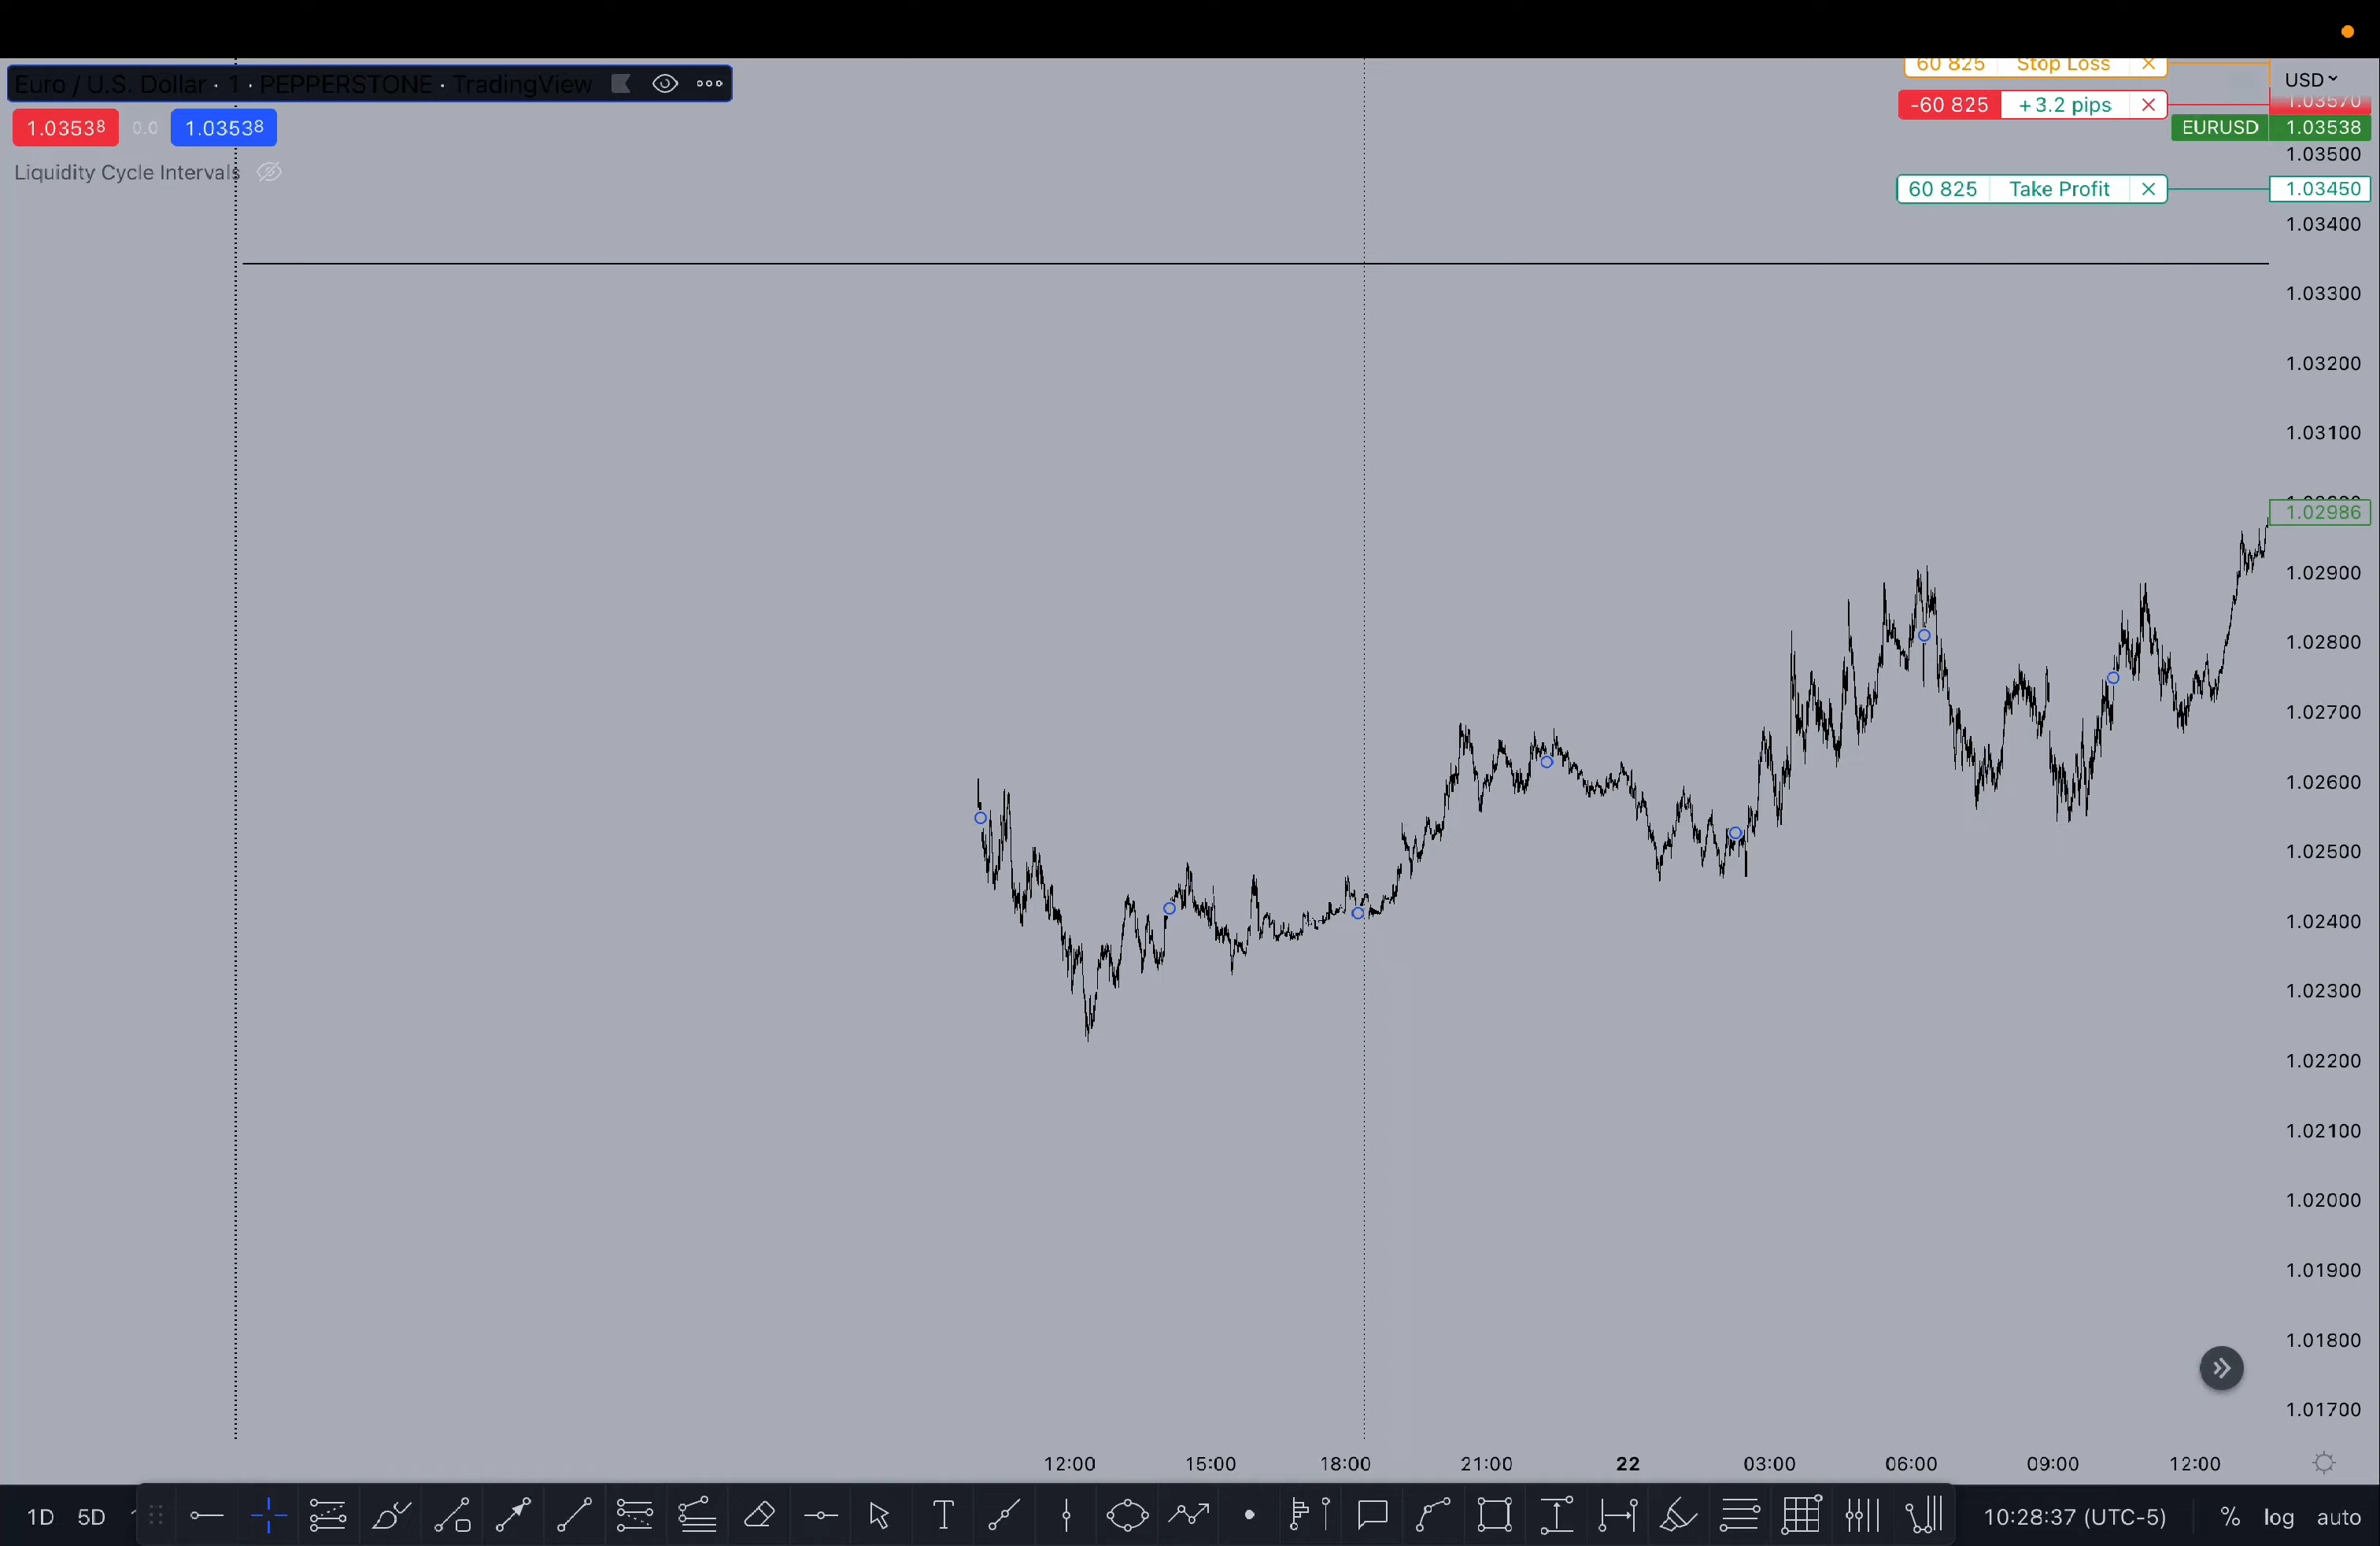 60 825 Stop Loss
Euro / U.S. Dollar · 1 · PEPPERSTONE · TradingView
USD
-60 825 +3.2 pips
1.03570
1.03538 0.0 1.03538
EURUSD 1.03538
1.03500
Liquidity Cycle Intervals
60 825 Take Profit 1.03450
1.03400
1.03300
1.03200
1.03100
1.02986
1.02900
1.02800
1.02700
1.02600
1.02500
1.02400
1.02300
1.02200
1.02100
1.02000
1.01900
1.01800
1.01700
12:00 15:00 18:00 21:00 22 03:00 06:00 09:00 12:00
1D 5D T 10:28:37 (UTC-5) % log auto